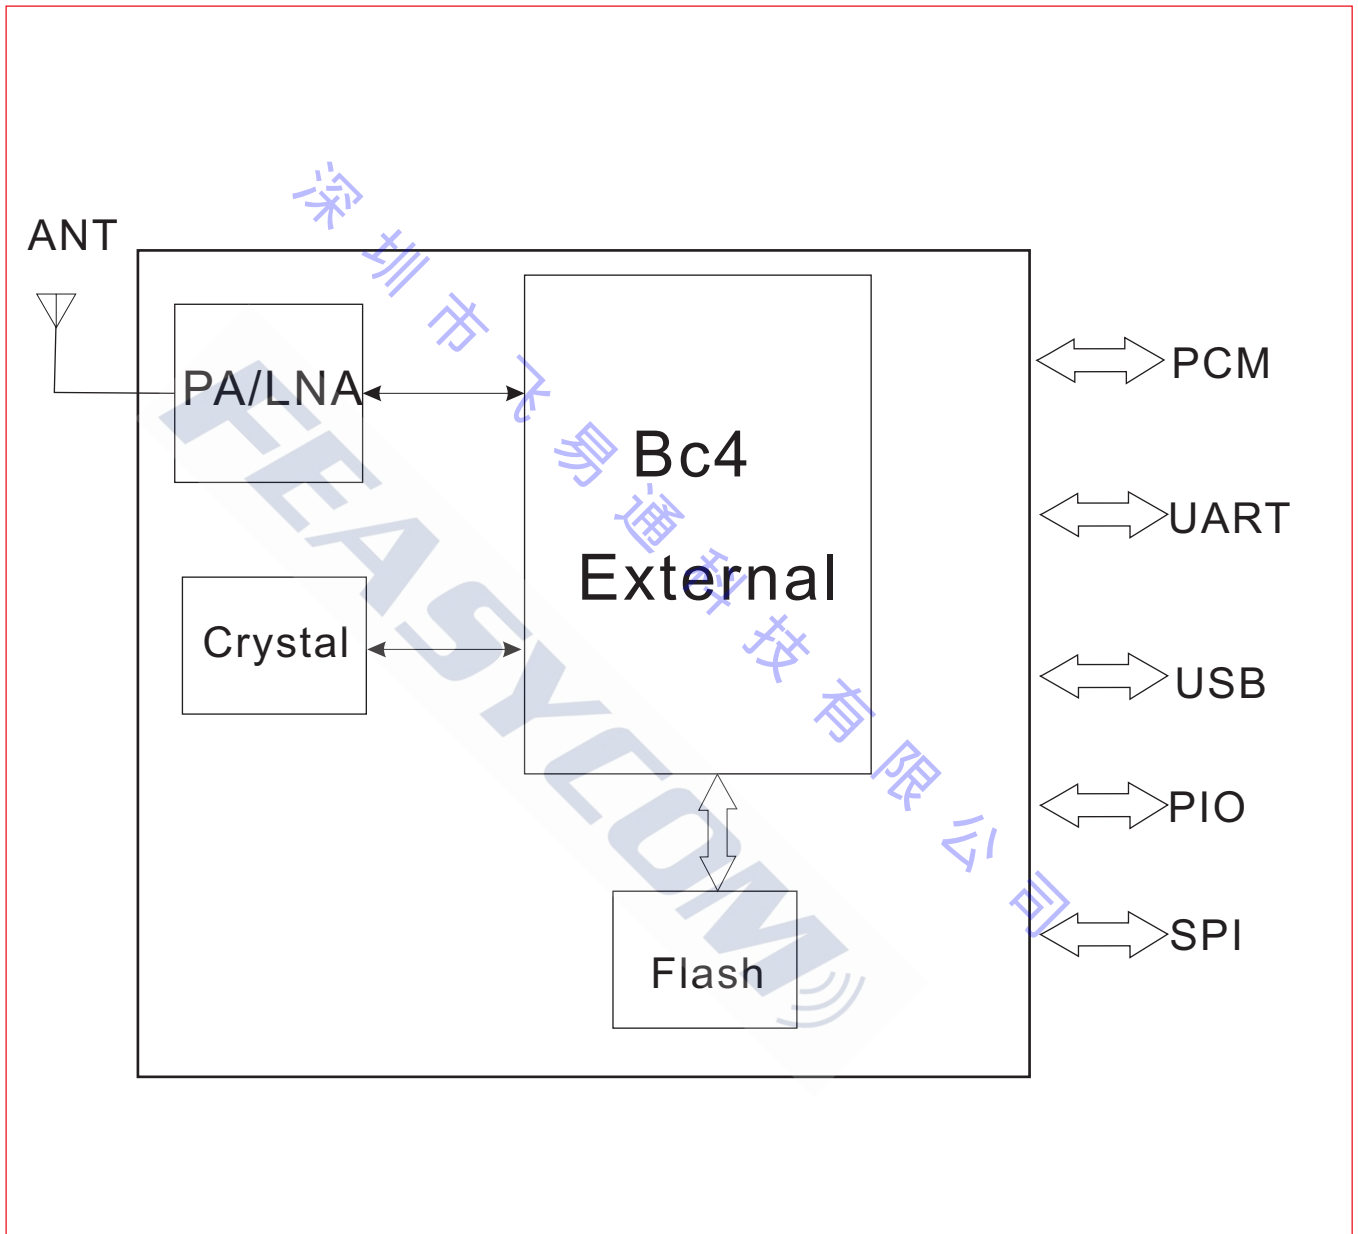 ANT
PA/LNA
Bc4
External
Crystal
Flash
PCM
UART
USB
PIO
SPI
深圳市飞易通科技有限公司
FEASYCOM